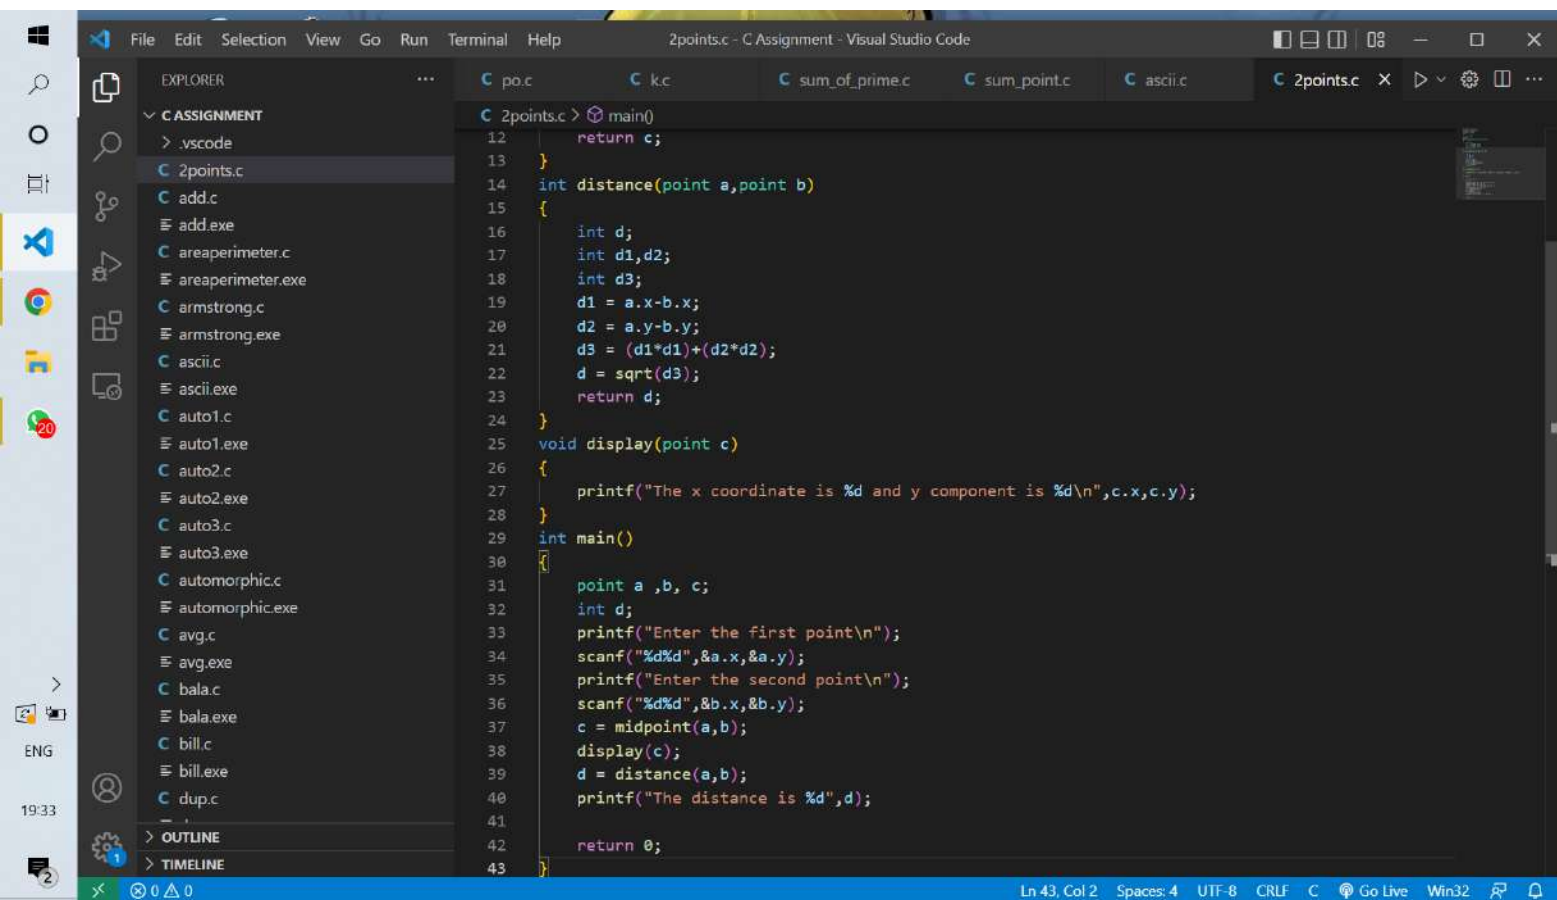 File Edit Selection View Go Run Terminal Help 2points.c - C Assignment - Visual Studio Code
EXPLORER
C ASSIGNMENT
.vscode
C 2points.c
C add.c
add.exe
C areaperimeter.c
areaperimeter.exe
C armstrong.c
armstrong.exe
C ascii.c
ascii.exe
C auto1.c
auto1.exe
C auto2.c
auto2.exe
C auto3.c
auto3.exe
C automorphic.c
automorphic.exe
C avg.c
avg.exe
C bala.c
bala.exe
C bill.c
bill.exe
C dup.c
OUTLINE
TIMELINE
C po.c C k.c C sum_of_prime.c C sum_point.c C ascii.c C 2points.c
C 2points.c > main()
12 return c;
13 }
14 int distance(point a,point b)
15 {
16 int d;
17 int d1,d2;
18 int d3;
19 d1 = a.x-b.x;
20 d2 = a.y-b.y;
21 d3 = (d1*d1)+(d2*d2);
22 d = sqrt(d3);
23 return d;
24 }
25 void display(point c)
26 {
27 printf("The x coordinate is %d and y component is %d\n",c.x,c.y);
28 }
29 int main()
30 {
31 point a ,b, c;
32 int d;
33 printf("Enter the first point\n");
34 scanf("%d%d",&a.x,&a.y);
35 printf("Enter the second point\n");
36 scanf("%d%d",&b.x,&b.y);
37 c = midpoint(a,b);
38 display(c);
39 d = distance(a,b);
40 printf("The distance is %d",d);
41
42 return 0;
43 }
20
ENG
19:33
2
1
0 0 Ln 43, Col 2 Spaces: 4 UTF-8 CRLF C Go Live Win32